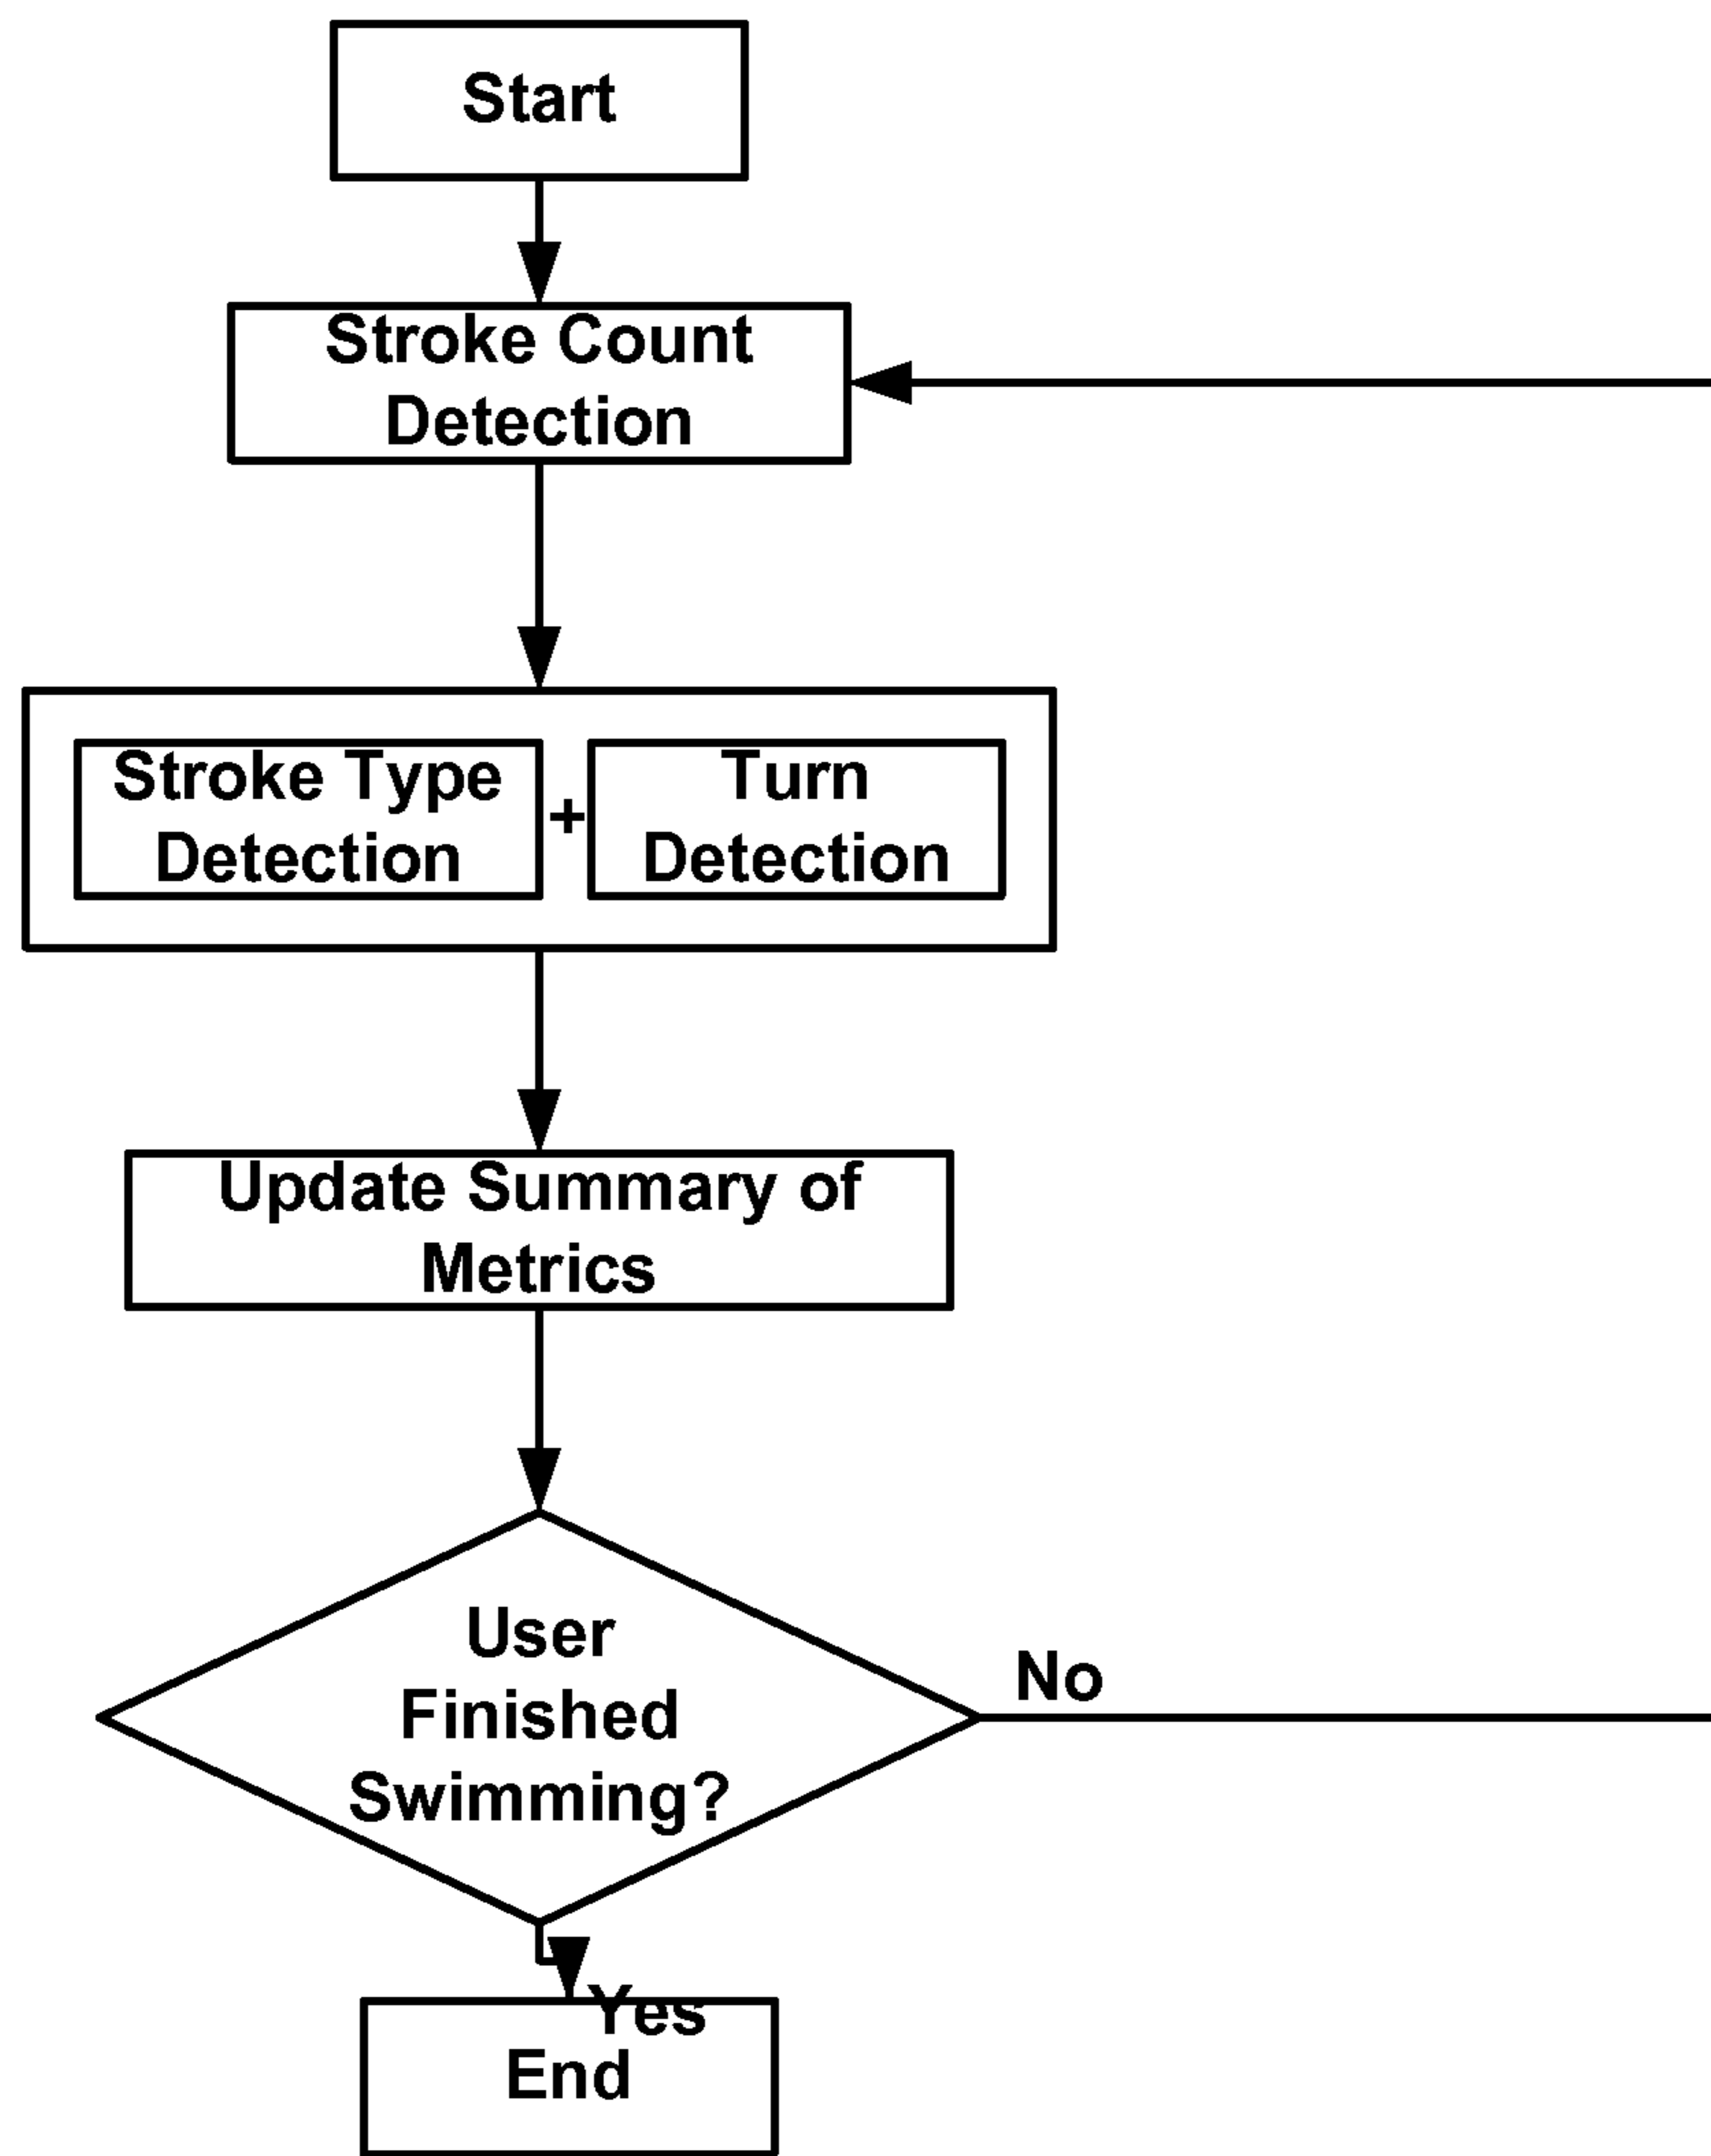 Start
Stroke Count
Detection
Stroke Type
Detection
+
Turn
Detection
Update Summary of
Metrics
User
Finished
Swimming?
No
Yes
End